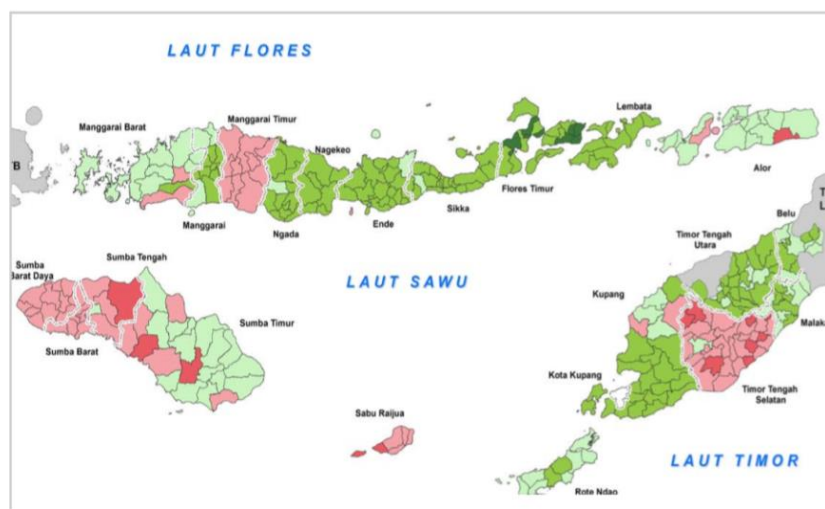 LAUT FLORES
Manggarai Barat
Manggarai Timur
Lembata
Nagekeo
TB
Alor
Flores Timur
Sikka
Ende
Manggarai
Ngada
Belu
Timor Tengah
Utara
T
L
Sumba Tengah
Sumba
Barat Daya
LAUT SAWU
Kupang
Sumba Timur
Malaka
Sumba Barat
Kota Kupang
Timor Tengah
Selatan
Sabu Raijua
LAUT TIMOR
Rote Ndao